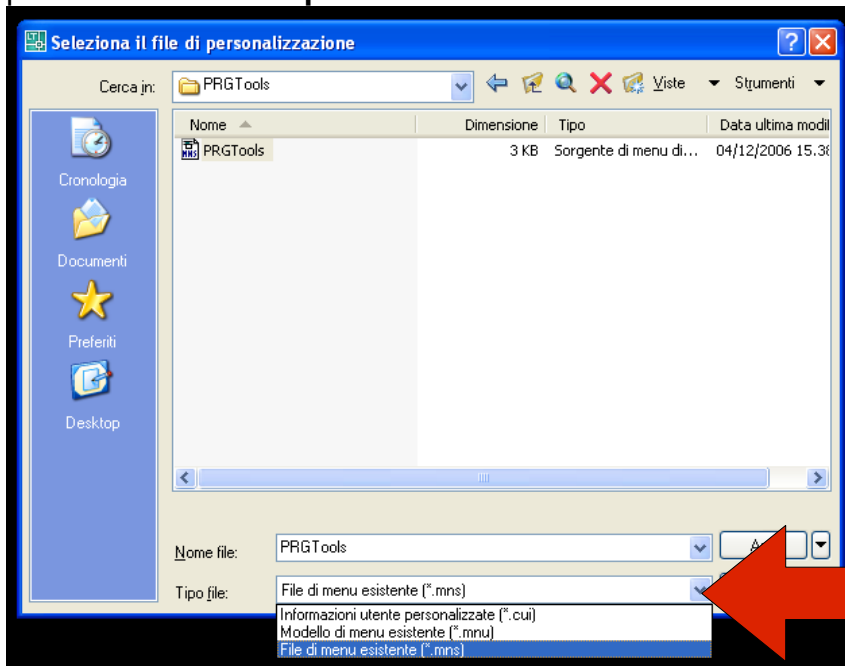 Seleziona il file di personalizzazione
Cerca in: PRGTools Viste Strumenti
Nome Dimensione Tipo Data ultima modif
PRGTools 3 KB Sorgente di menu di... 04/12/2006 15.38
Cronologia
Documenti
Preferiti
Desktop
Nome file: PRGTools
Tipo file: File di menu esistente (*.mns)
Informazioni utente personalizzate (*.cui)
Modello di menu esistente (*.mnu)
File di menu esistente (*.mns)